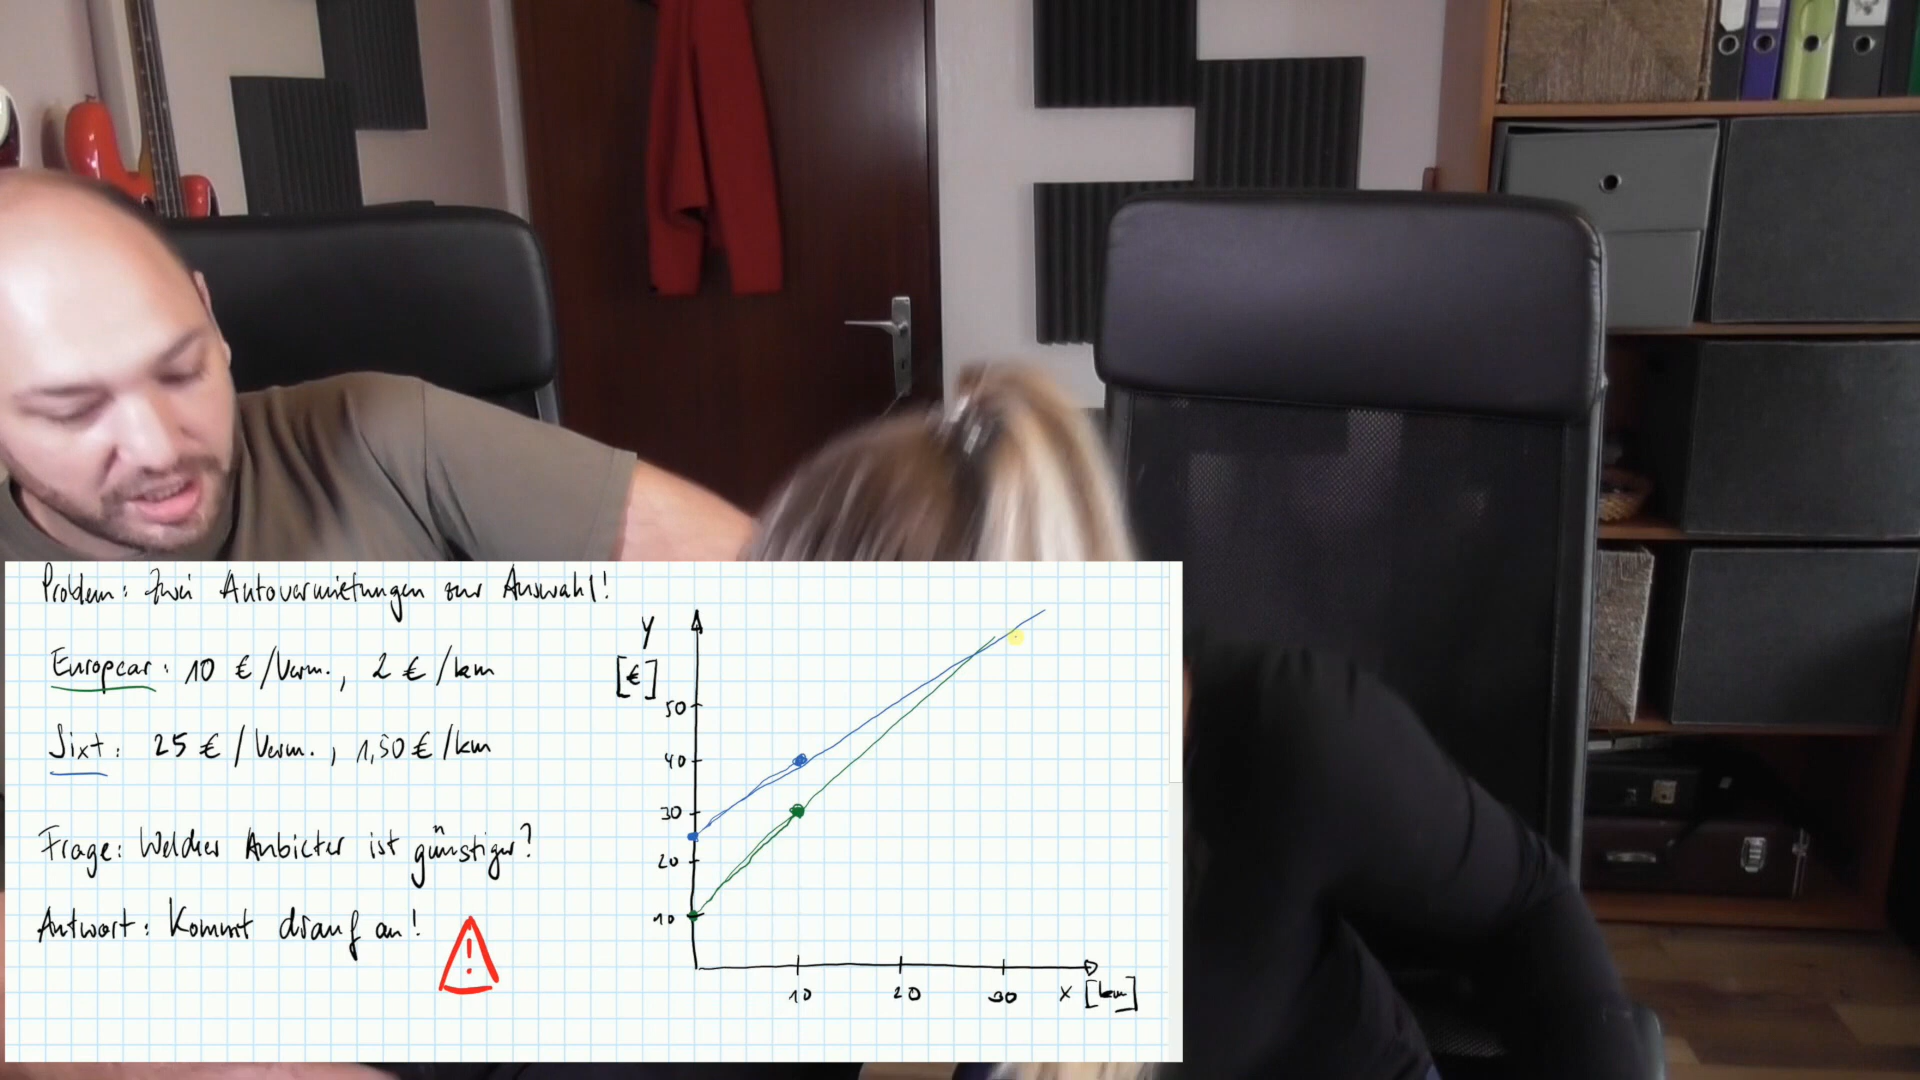 Problem: Zwei Autovermietungen zur Auswahl!
Europcar: 10 €/Verm., 2 €/km
Sixt: 25 €/Verm., 1,50 €/km
Frage: Welcher Anbieter ist günstiger?
Antwort: Kommt drauf an!
!
y
[€]
50
40
30
20
10
10 20 30 x [km]